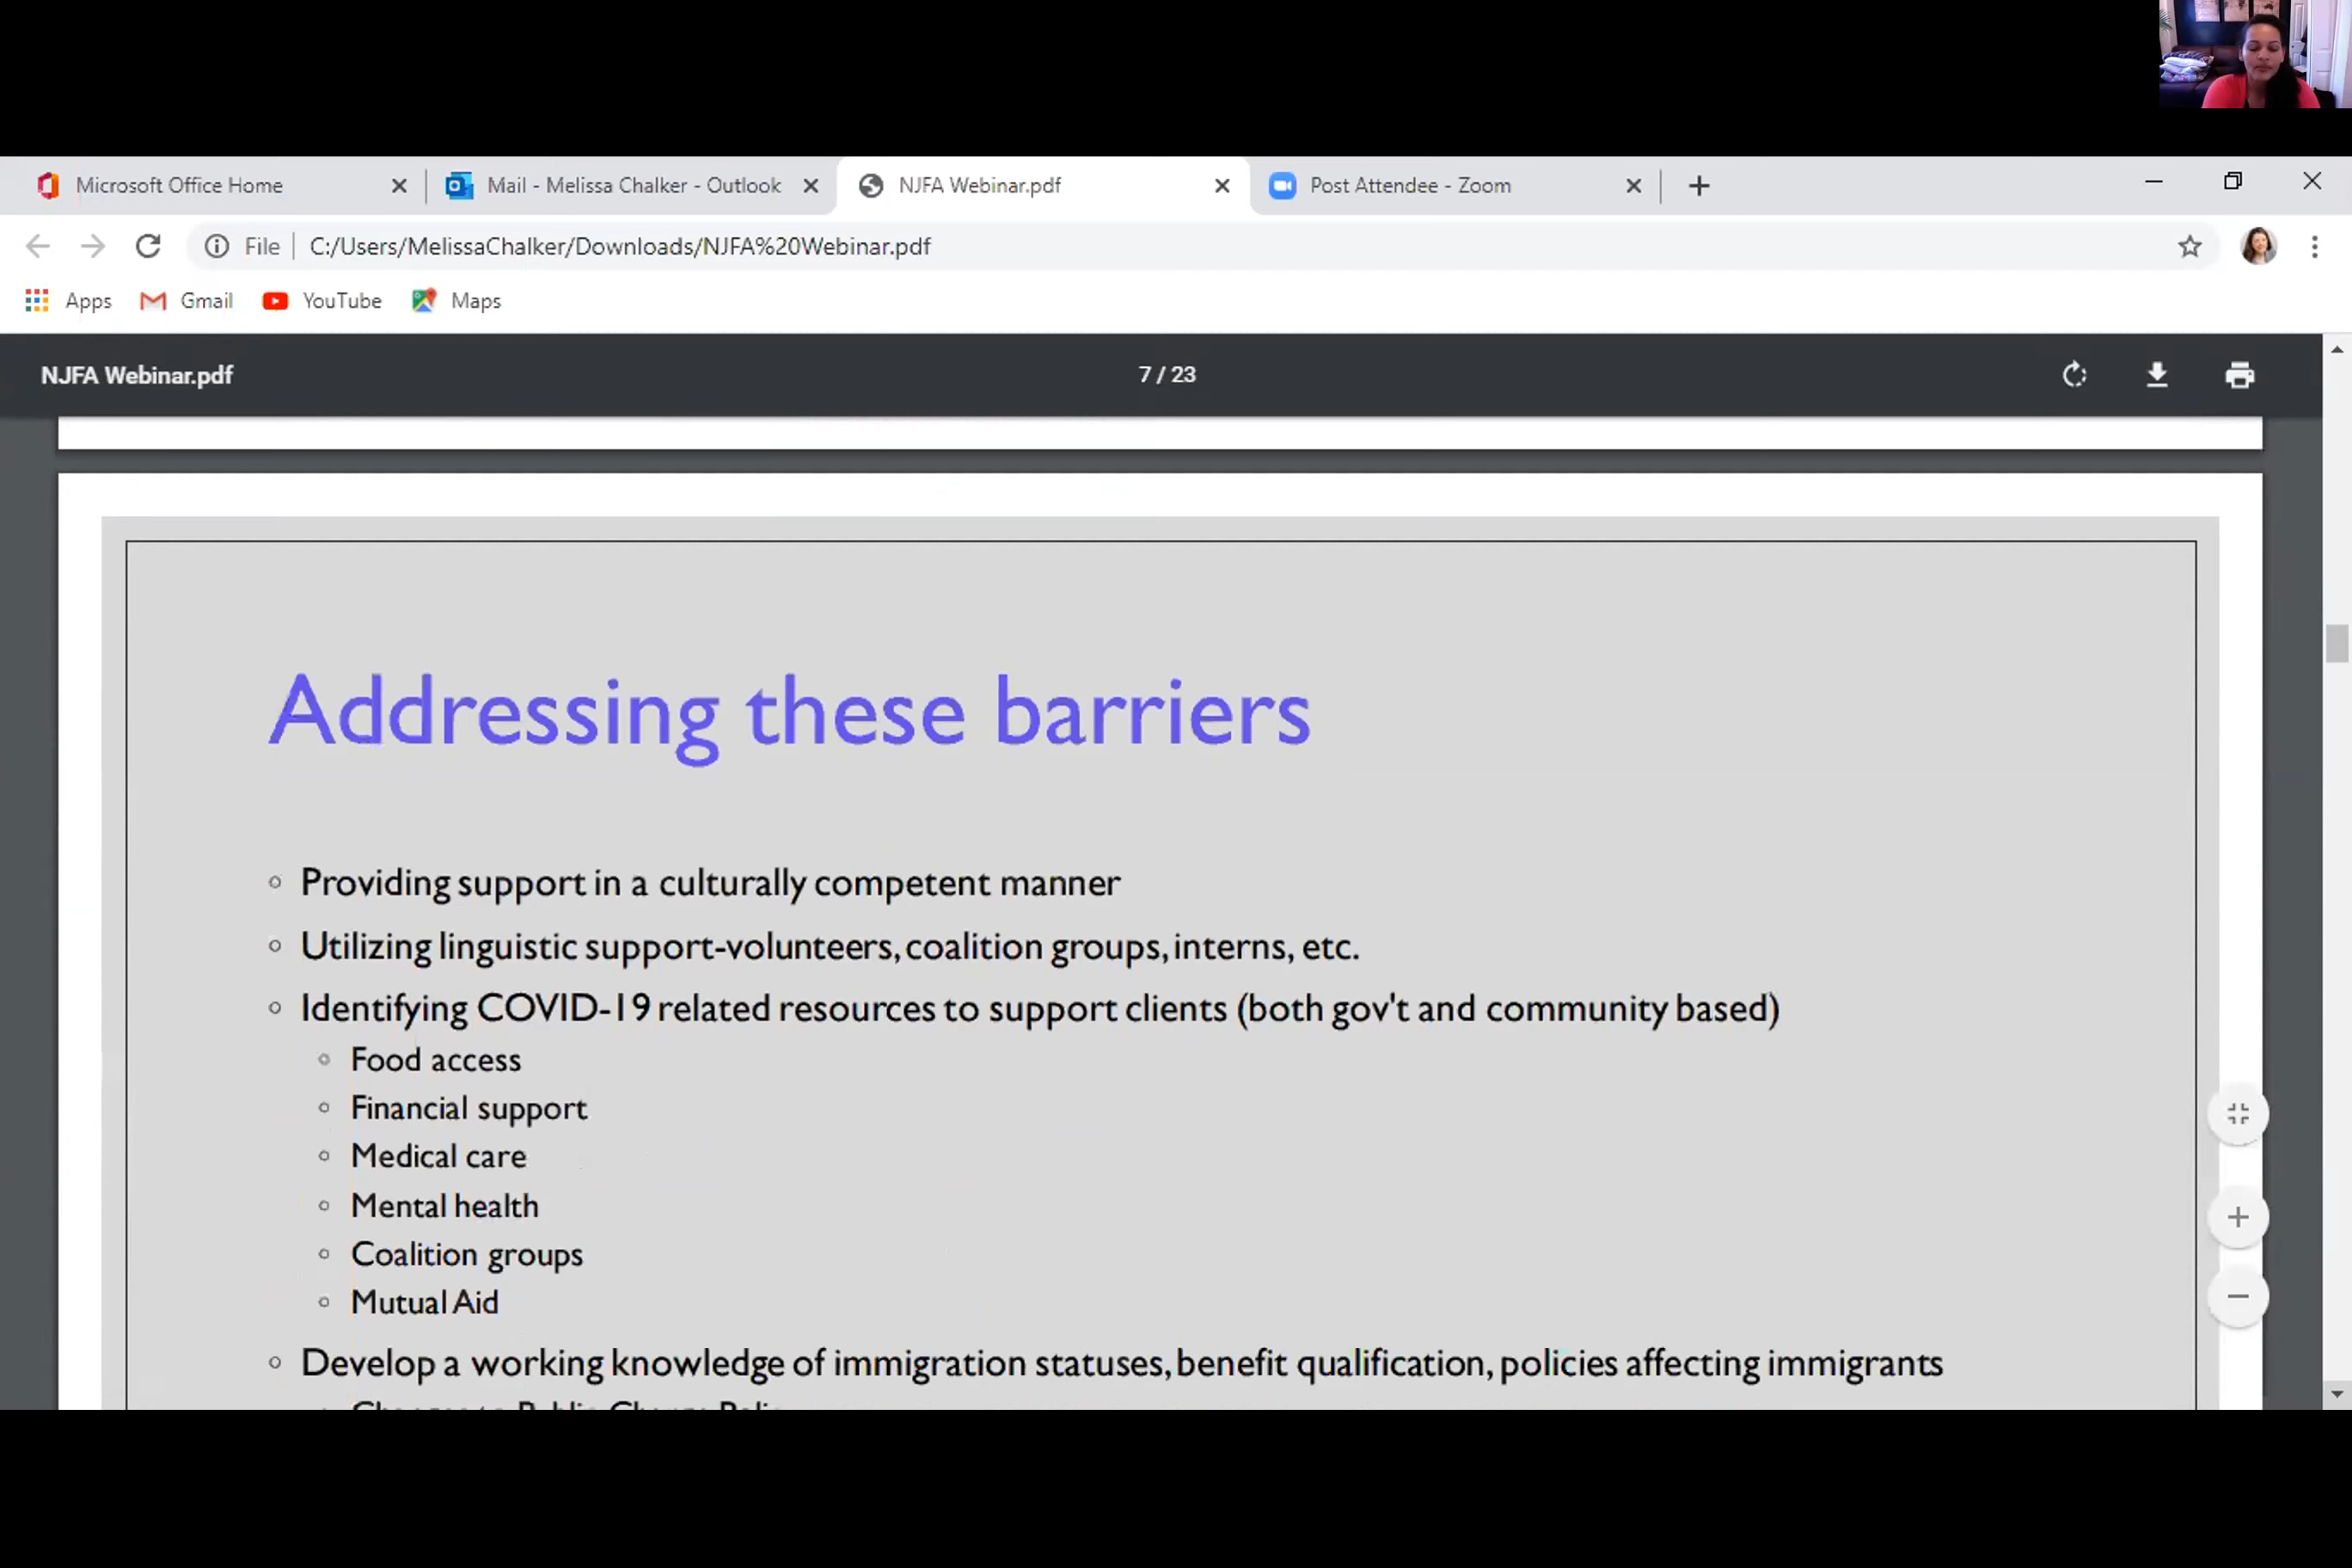 Microsoft Office Home
Mail - Melissa Chalker - Outlook
NJFA Webinar.pdf
Post Attendee - Zoom
File
C:/Users/MelissaChalker/Downloads/NJFA%20Webinar.pdf
Apps
Gmail
YouTube
Maps
NJFA Webinar.pdf
7 / 23
Addressing these barriers
Providing support in a culturally competent manner
Utilizing linguistic support-volunteers, coalition groups, interns, etc.
Identifying COVID-19 related resources to support clients (both gov't and community based)
Food access
Financial support
Medical care
Mental health
Coalition groups
Mutual Aid
Develop a working knowledge of immigration statuses, benefit qualification, policies affecting immigrants